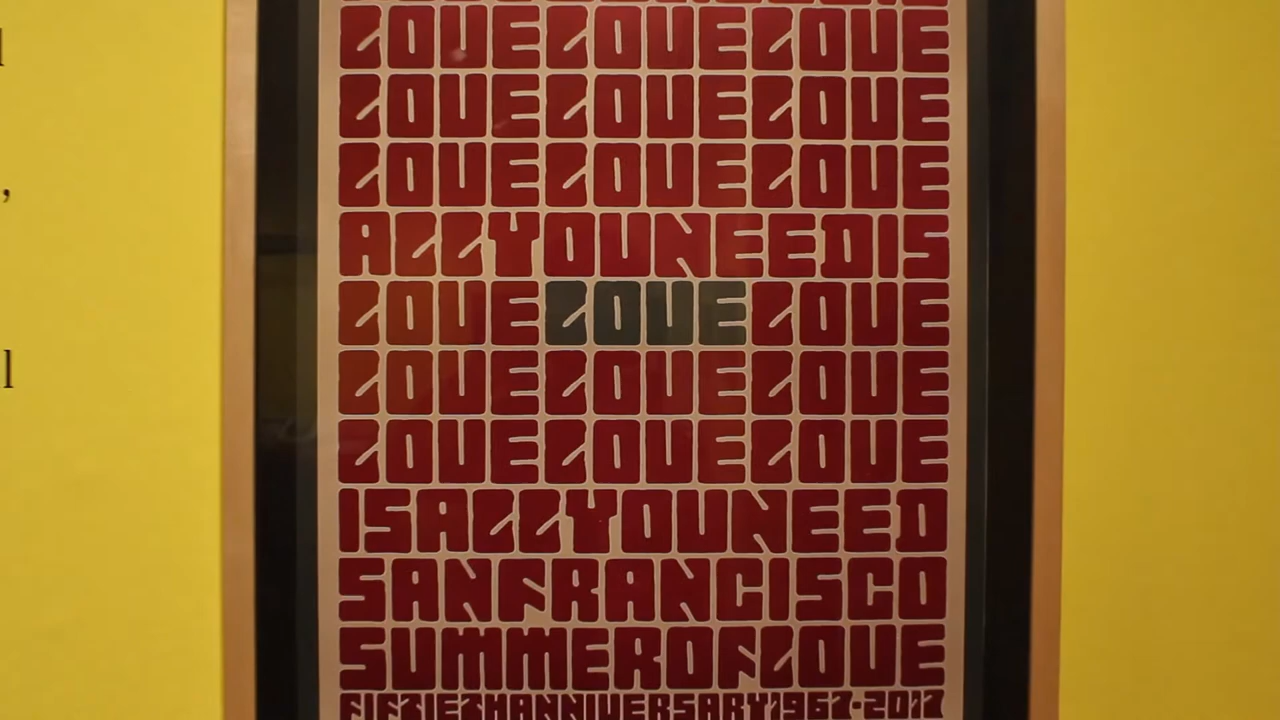 LOVELOVELOVE
LOVELOVELOVE
LOVELOVELOVE
ALLYOUNEEDIS
LOVELOVELOVE
LOVELOVELOVE
LOVELOVELOVE
ISALLYOUNEED
SANFRANCISCO
SUMMEROFLOVE
FIFTIETHANNIVERSARY1967-2017